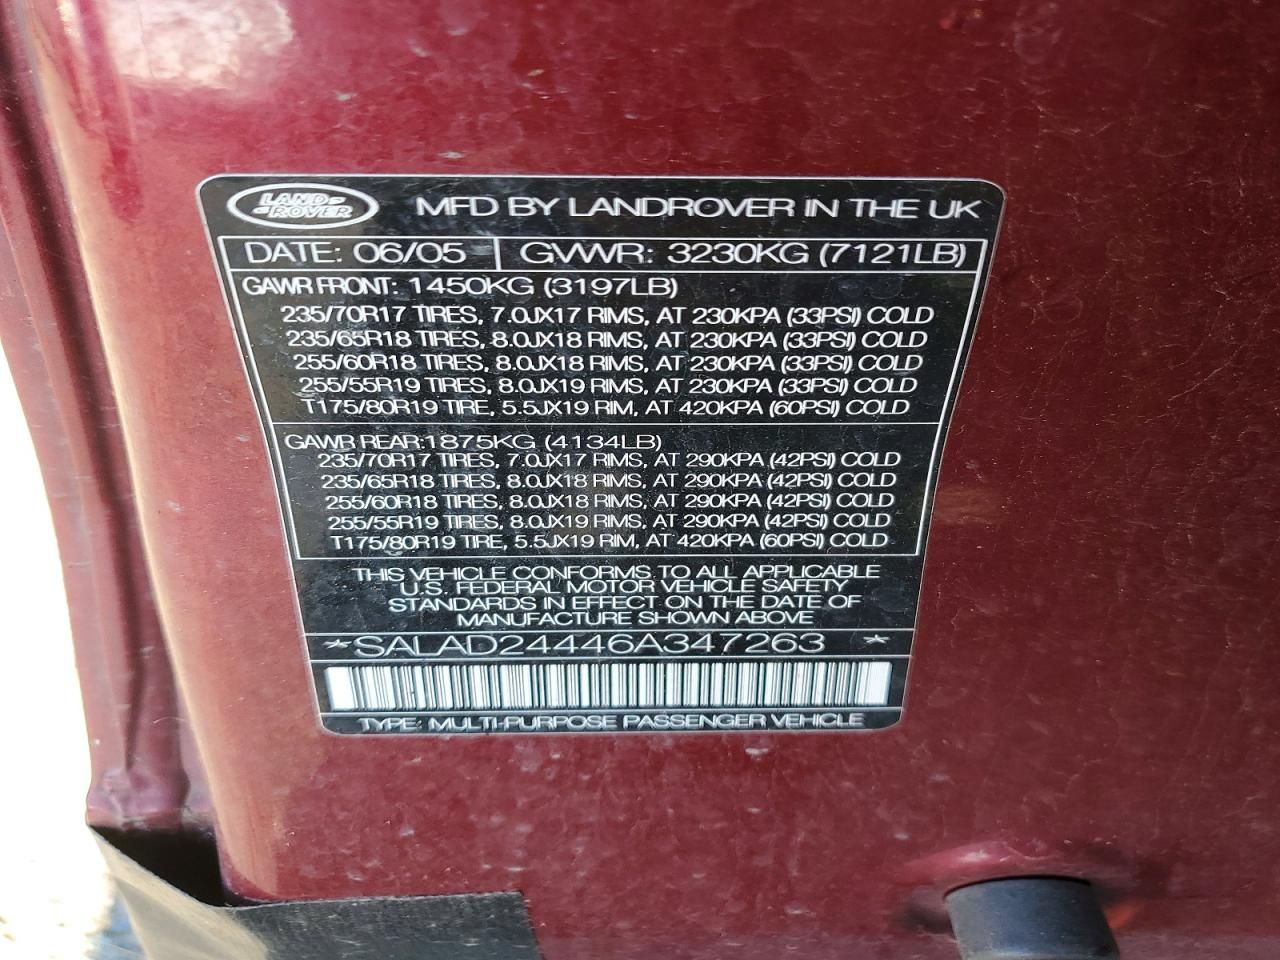 LAND
ROVER
MFD BY LANDROVER IN THE UK
DATE: 06/05 GVWR: 3230KG (7121LB)
GAWR FRONT: 1450KG (3197LB)
235/70R17 TIRES, 7.0JX17 RIMS, AT 230KPA (33PSI) COLD
235/65R18 TIRES, 8.0JX18 RIMS, AT 230KPA (33PSI) COLD
255/60R18 TIRES, 8.0JX18 RIMS, AT 230KPA (33PSI) COLD
255/55R19 TIRES, 8.0JX19 RIMS, AT 230KPA (33PSI) COLD
T175/80R19 TIRE, 5.5JX19 RIM, AT 420KPA (60PSI) COLD
GAWR REAR:1875KG (4134LB)
235/70R17 TIRES, 7.0JX17 RIMS, AT 290KPA (42PSI) COLD
235/65R18 TIRES, 8.0JX18 RIMS, AT 290KPA (42PSI) COLD
255/60R18 TIRES, 8.0JX18 RIMS, AT 290KPA (42PSI) COLD
255/55R19 TIRES, 8.0JX19 RIMS, AT 290KPA (42PSI) COLD
T175/80R19 TIRE, 5.5JX19 RIM, AT 420KPA (60PSI) COLD
THIS VEHICLE CONFORMS TO ALL APPLICABLE
U.S. FEDERAL MOTOR VEHICLE SAFETY
STANDARDS IN EFFECT ON THE DATE OF
MANUFACTURE SHOWN ABOVE
*SALAD24446A347263 *
TYPE: MULTI-PURPOSE PASSENGER VEHICLE